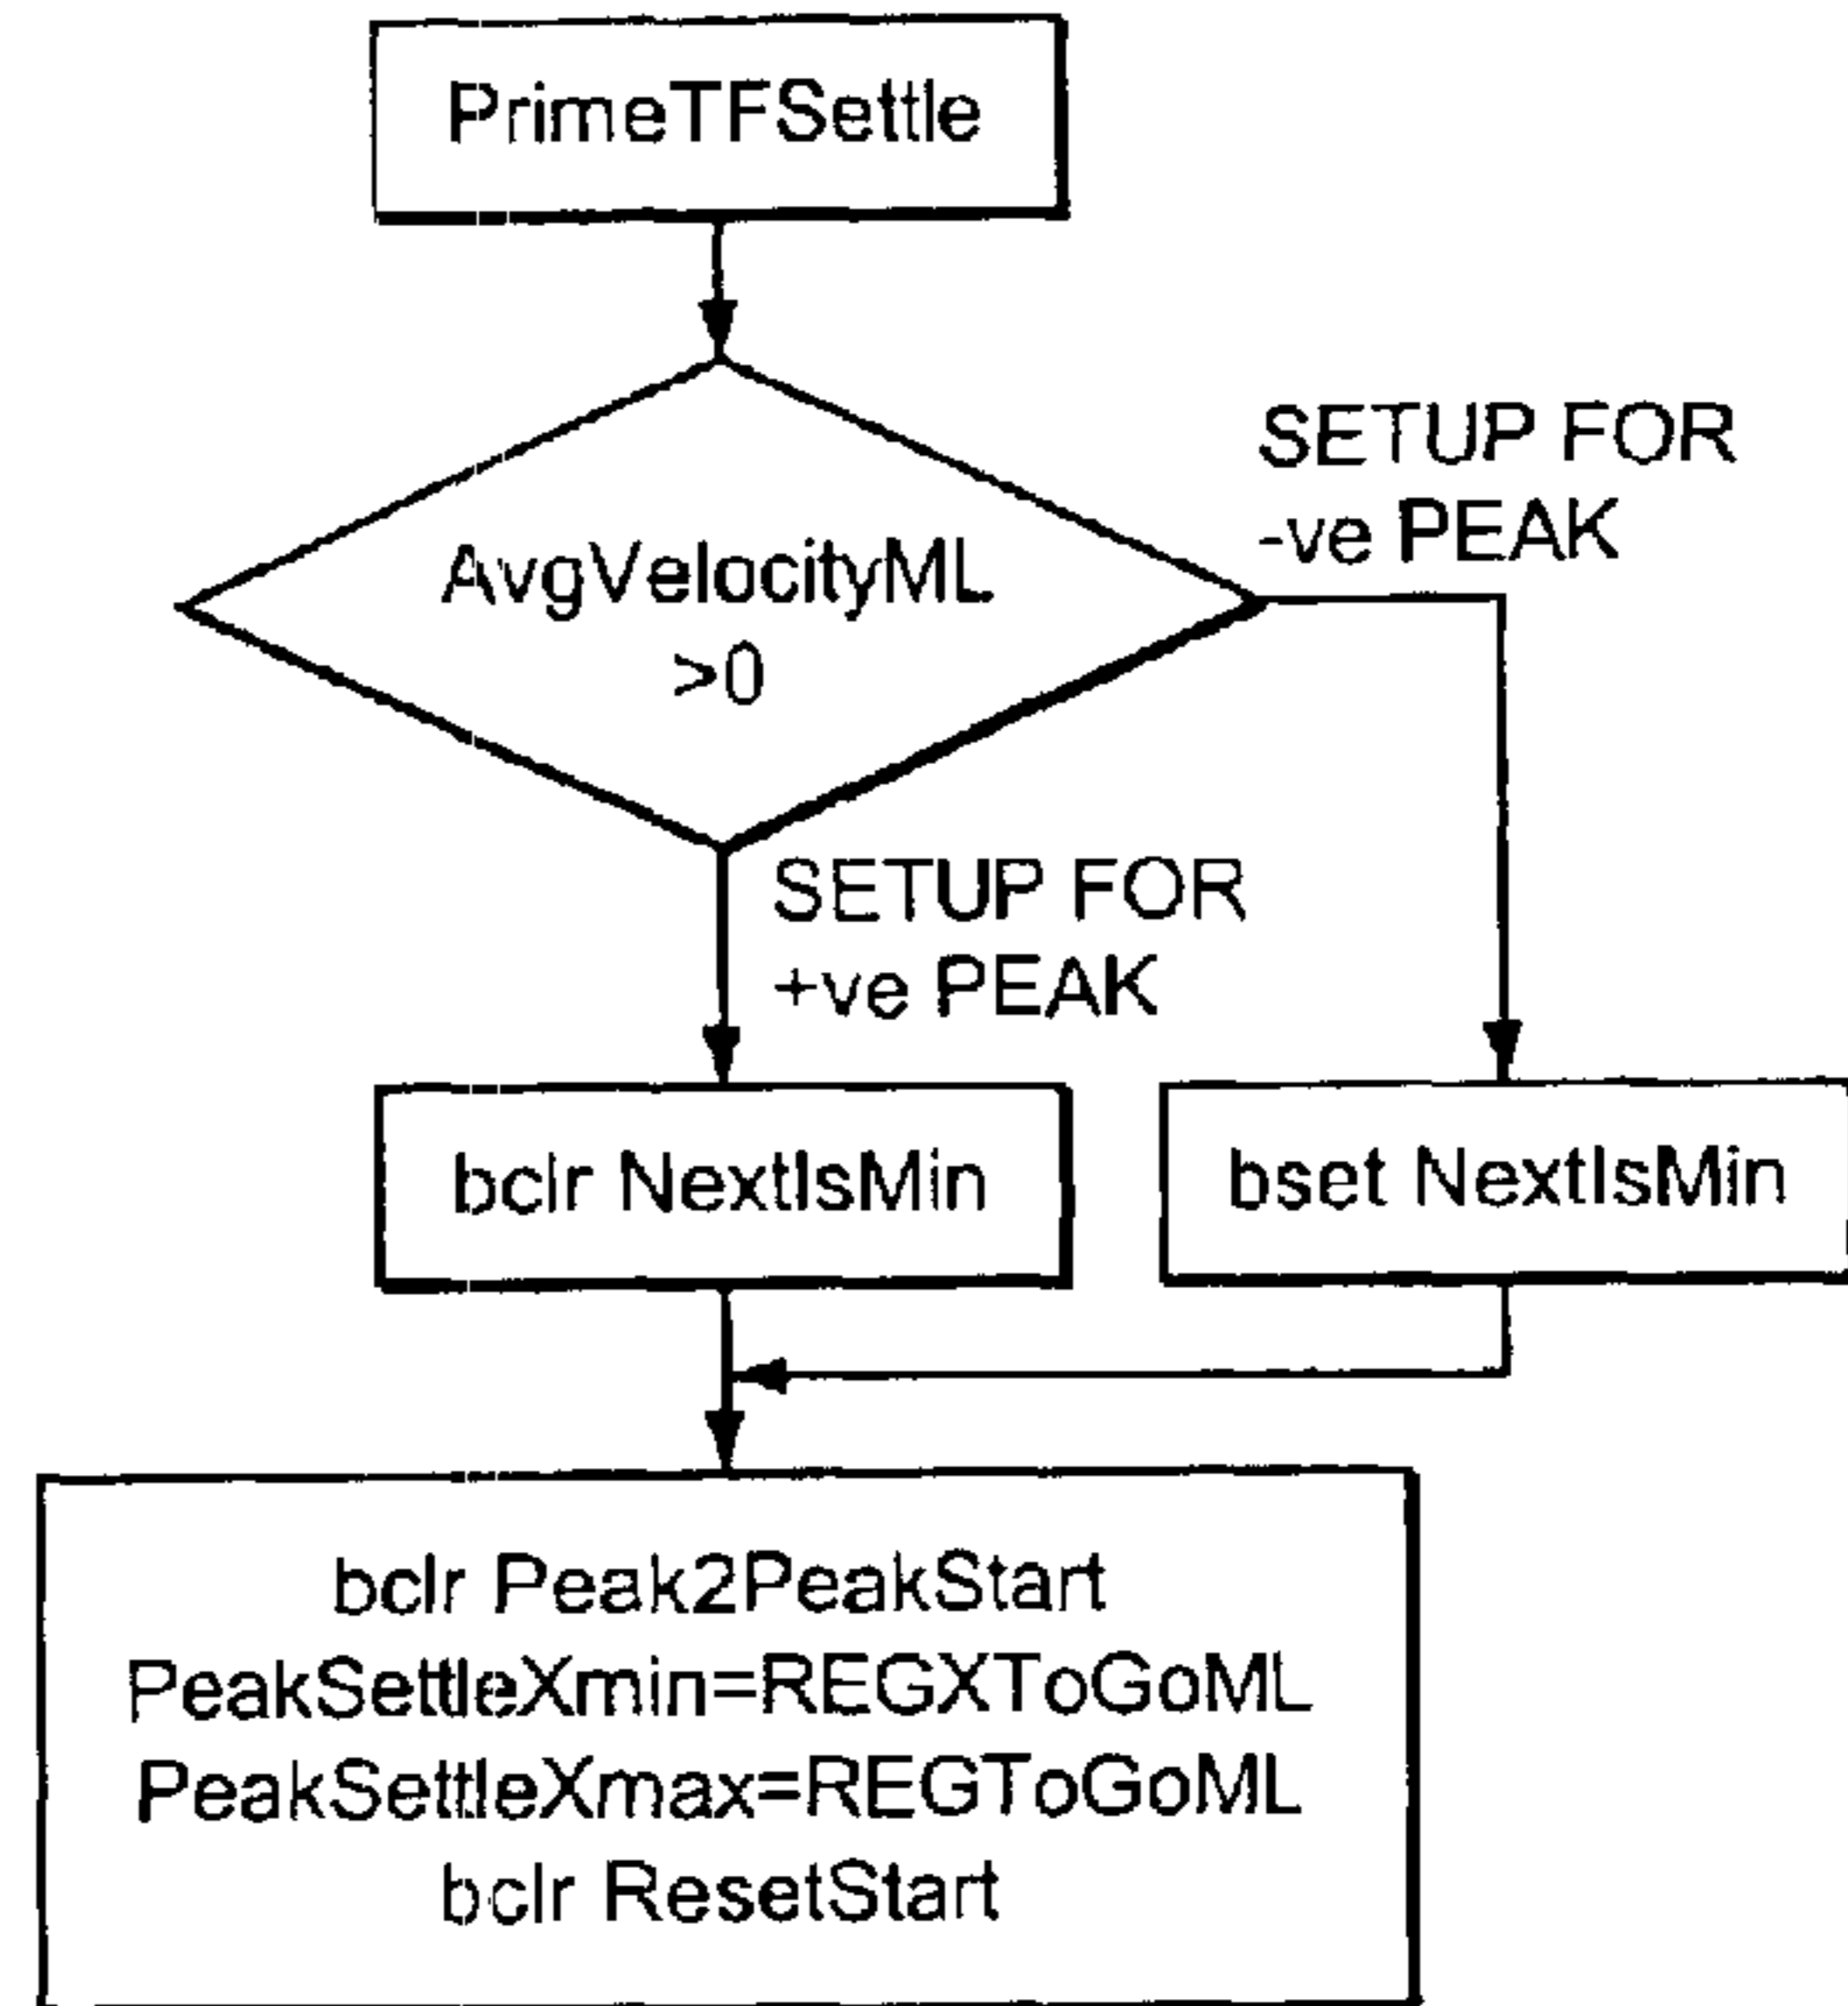 PrimeTFSettle
AvgVelocityML
>0
SETUP FOR
-ve PEAK
SETUP FOR
+ve PEAK
bclr NextIsMin
bset NextIsMin
bclr Peak2PeakStart
PeakSettleXmin=REGXToGoML
PeakSettleXmax=REGToGoML
bclr ResetStart